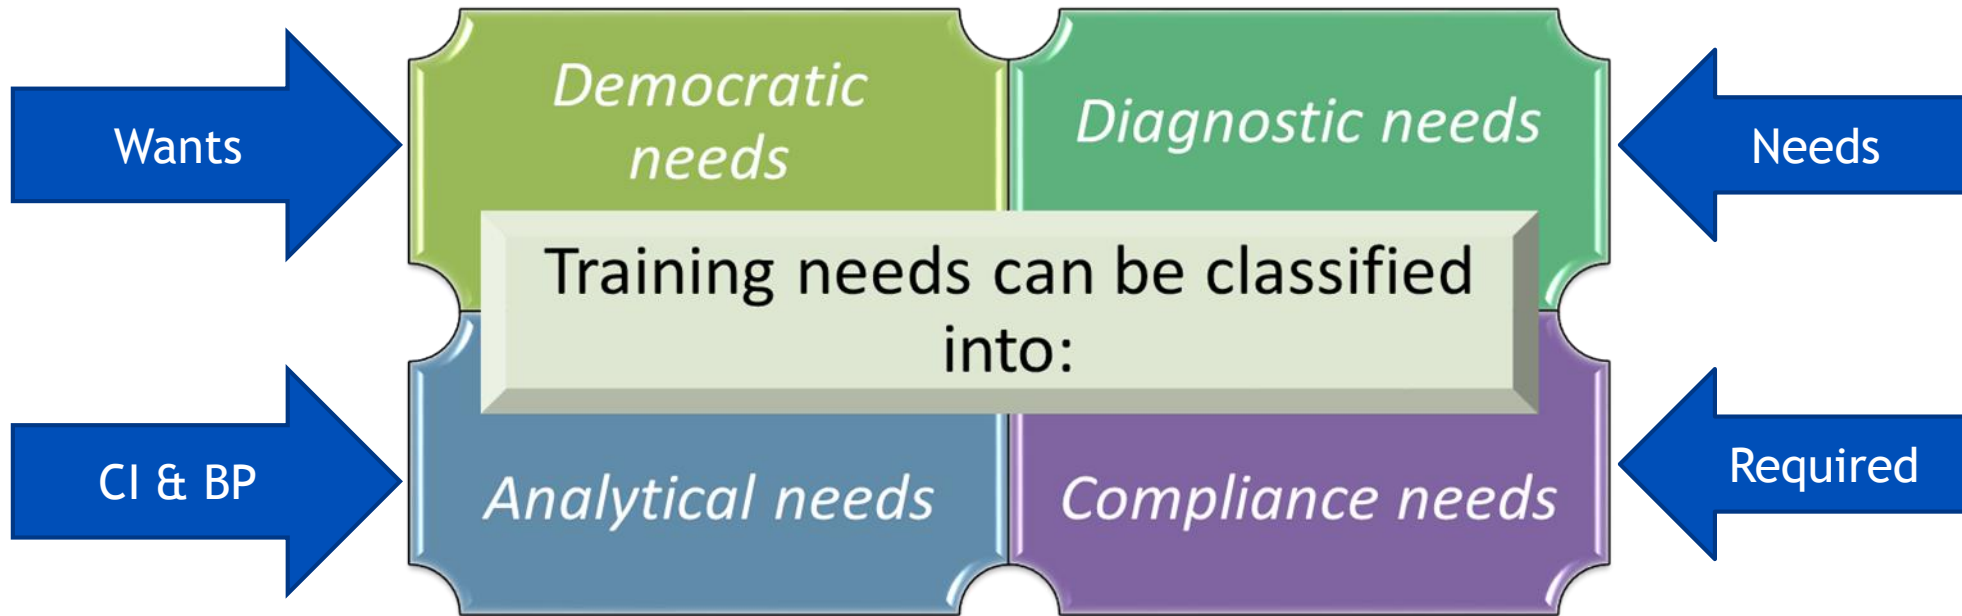 Wants
Democratic
needs
Diagnostic needs
Needs
Training needs can be classified
into:
CI & BP
Analytical needs
Compliance needs
Required